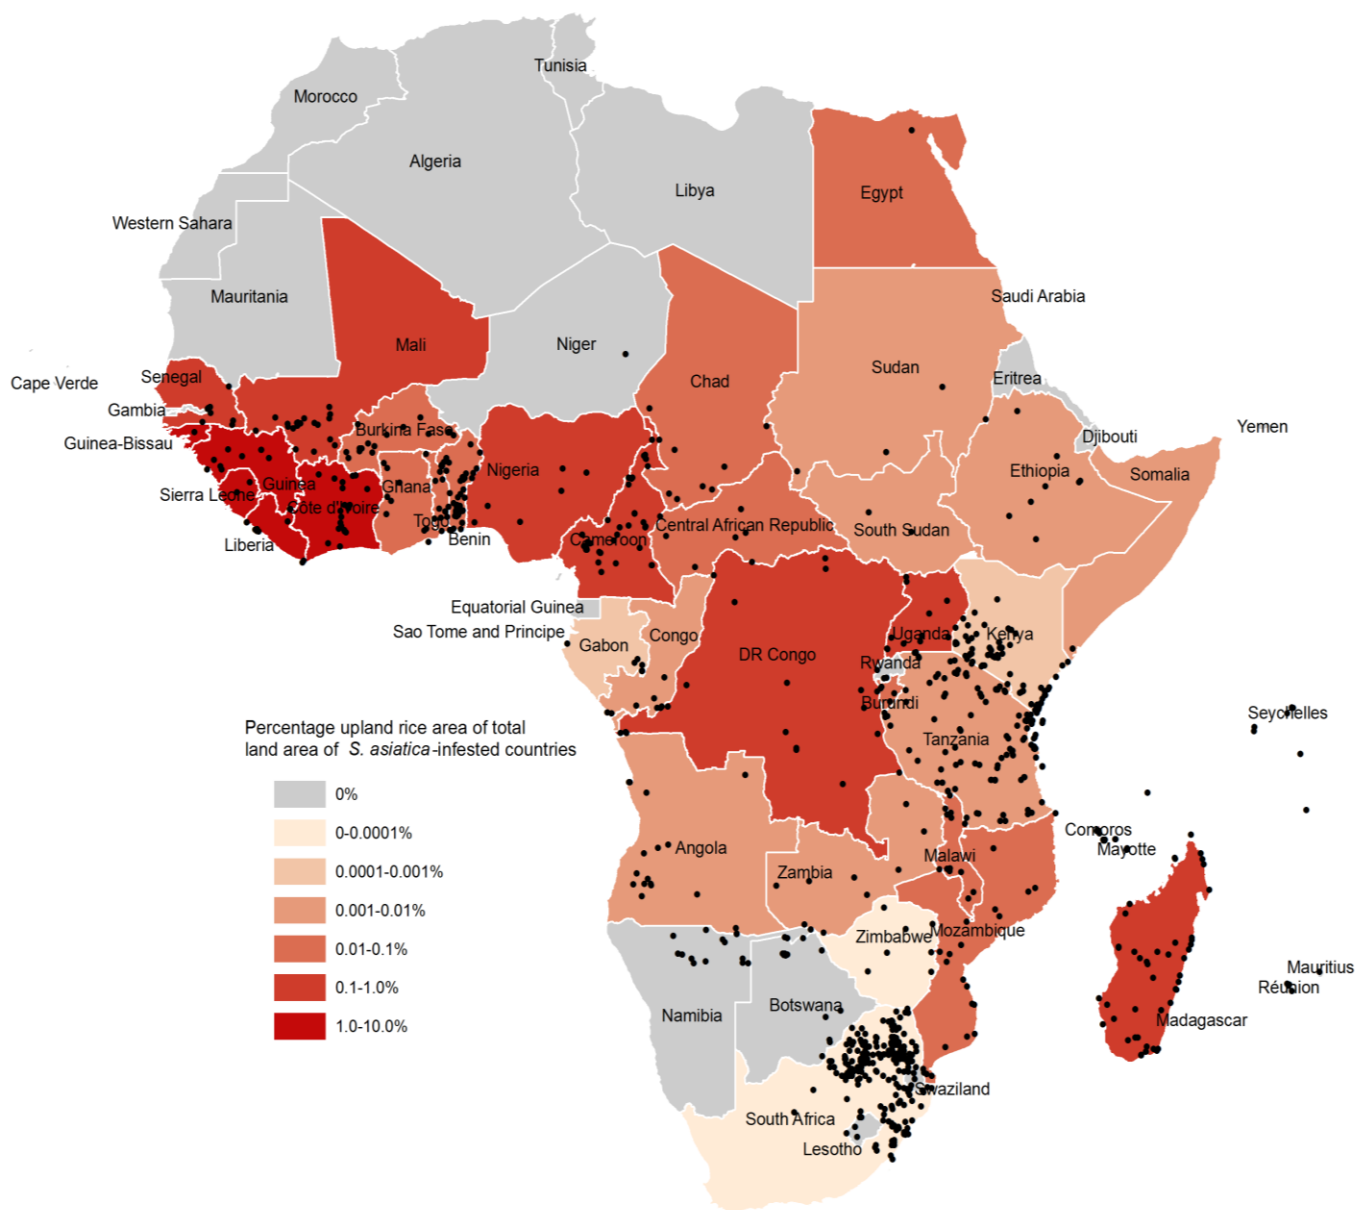 Tunisia
Morocco
Algeria
Libya
Egypt
Western Sahara
Mauritania
Saudi Arabia
Mali
Niger
Sudan
Chad
Senegal
Eritrea
Cape Verde
Gambia
Burkina Faso
Yemen
Djibouti
Guinea-Bissau
Nigeria
Ethiopia
Somalia
Guinea
Ghana
Sierra Leone
Côte d'Ivoire
Togo
Central African Republic
South Sudan
Benin
Cameroon
Liberia
Equatorial Guinea
Sao Tome and Principe
Congo
Uganda
Kenya
Gabon
DR Congo
Rwanda
Burundi
Seychelles
Tanzania
Percentage upland rice area of total
land area of S. asiatica-infested countries
0%
0-0.0001%
0.0001-0.001%
0.001-0.01%
0.01-0.1%
0.1-1.0%
1.0-10.0%
Comoros
Mayotte
Angola
Malawi
Zambia
Zimbabwe
Mozambique
Mauritius
Réunion
Namibia
Botswana
Madagascar
Swaziland
South Africa
Lesotho